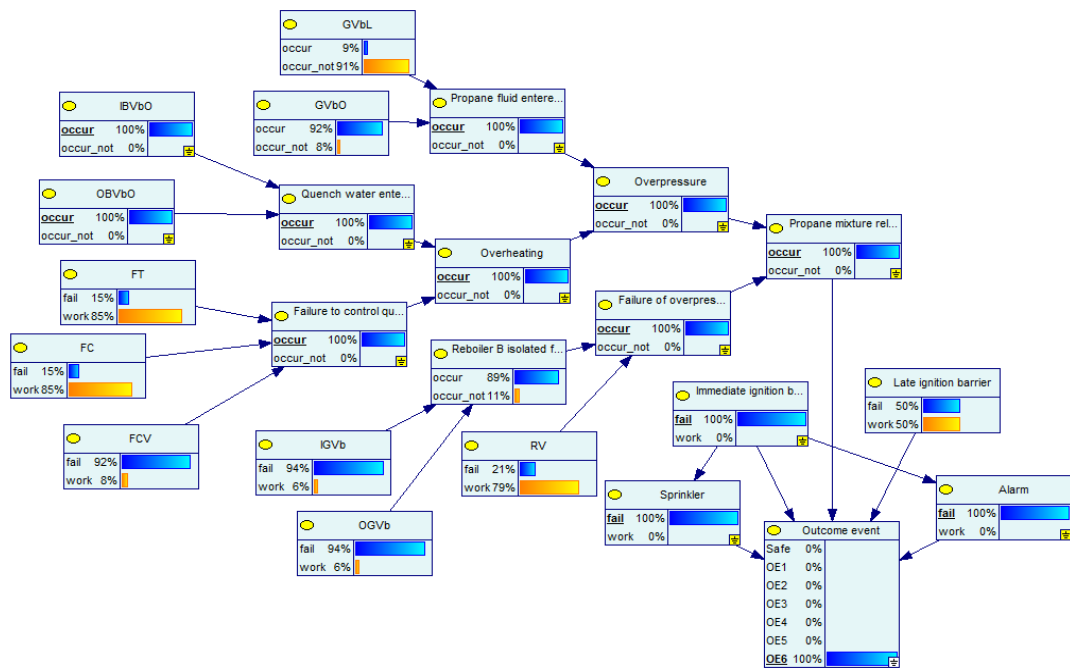 GVbL
occur 9%
occur_not 91%
IBVbO
occur 100%
occur_not 0%
GVbO
occur 92%
occur_not 8%
Propane fluid entere...
occur 100%
occur_not 0%
OBVbO
occur 100%
occur_not 0%
Quench water ente...
occur 100%
occur_not 0%
Overpressure
occur 100%
occur_not 0%
Propane mixture rel...
occur 100%
occur_not 0%
Overheating
occur 100%
occur_not 0%
FT
fail 15%
work 85%
Failure to control qu...
occur 100%
occur_not 0%
Failure of overpres...
occur 100%
occur_not 0%
FC
fail 15%
work 85%
Reboiler B isolated f...
occur 89%
occur_not 11%
Immediate ignition b...
fail 100%
work 0%
Late ignition barrier
fail 50%
work 50%
FCV
fail 92%
work 8%
IGVb
fail 94%
work 6%
RV
fail 21%
work 79%
Sprinkler
fail 100%
work 0%
Alarm
fail 100%
work 0%
OGVb
fail 94%
work 6%
Outcome event
Safe 0%
OE1 0%
OE2 0%
OE3 0%
OE4 0%
OE5 0%
OE6 100%